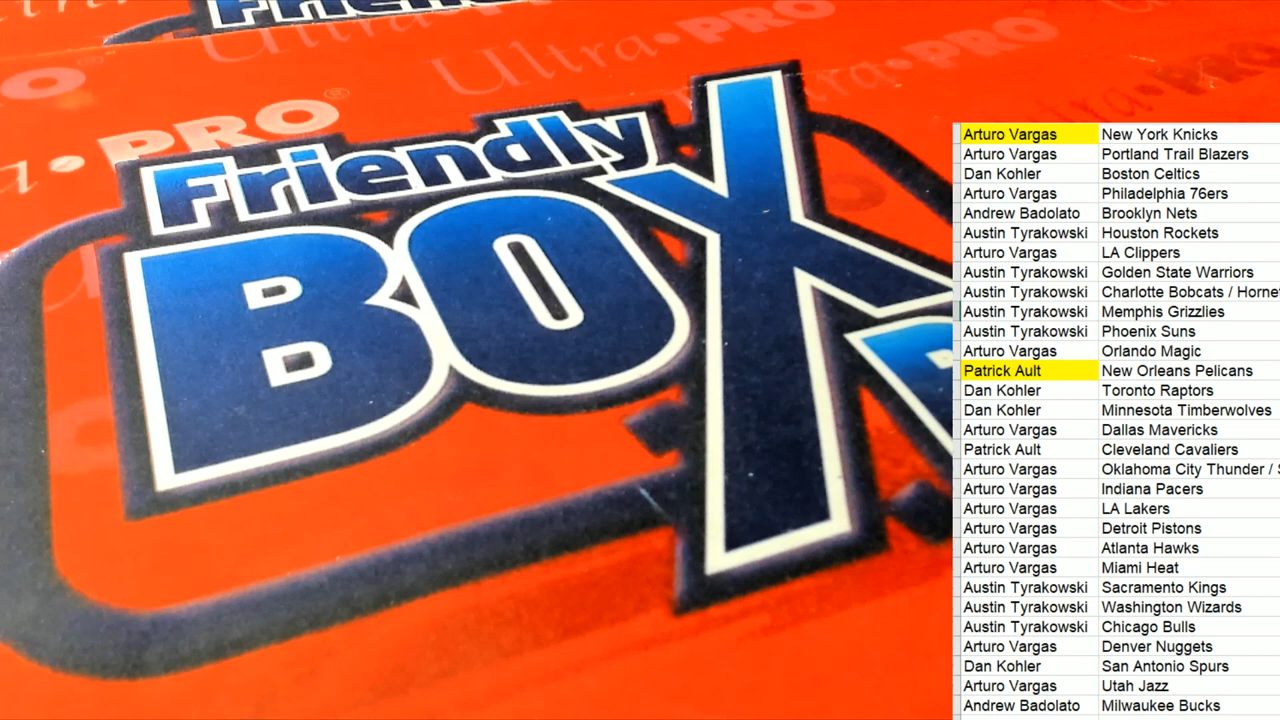 Friendly
Ultra•PRO
PRO
PRO®
Friendly
BOX
Arturo Vargas New York Knicks
Arturo Vargas Portland Trail Blazers
Dan Kohler Boston Celtics
Arturo Vargas Philadelphia 76ers
Andrew Badolato Brooklyn Nets
Austin Tyrakowski Houston Rockets
Arturo Vargas LA Clippers
Austin Tyrakowski Golden State Warriors
Austin Tyrakowski Charlotte Bobcats / Horne
Austin Tyrakowski Memphis Grizzlies
Austin Tyrakowski Phoenix Suns
Arturo Vargas Orlando Magic
Patrick Ault New Orleans Pelicans
Dan Kohler Toronto Raptors
Dan Kohler Minnesota Timberwolves
Arturo Vargas Dallas Mavericks
Patrick Ault Cleveland Cavaliers
Arturo Vargas Oklahoma City Thunder /
Arturo Vargas Indiana Pacers
Arturo Vargas LA Lakers
Arturo Vargas Detroit Pistons
Arturo Vargas Atlanta Hawks
Arturo Vargas Miami Heat
Austin Tyrakowski Sacramento Kings
Austin Tyrakowski Washington Wizards
Austin Tyrakowski Chicago Bulls
Arturo Vargas Denver Nuggets
Dan Kohler San Antonio Spurs
Arturo Vargas Utah Jazz
Andrew Badolato Milwaukee Bucks